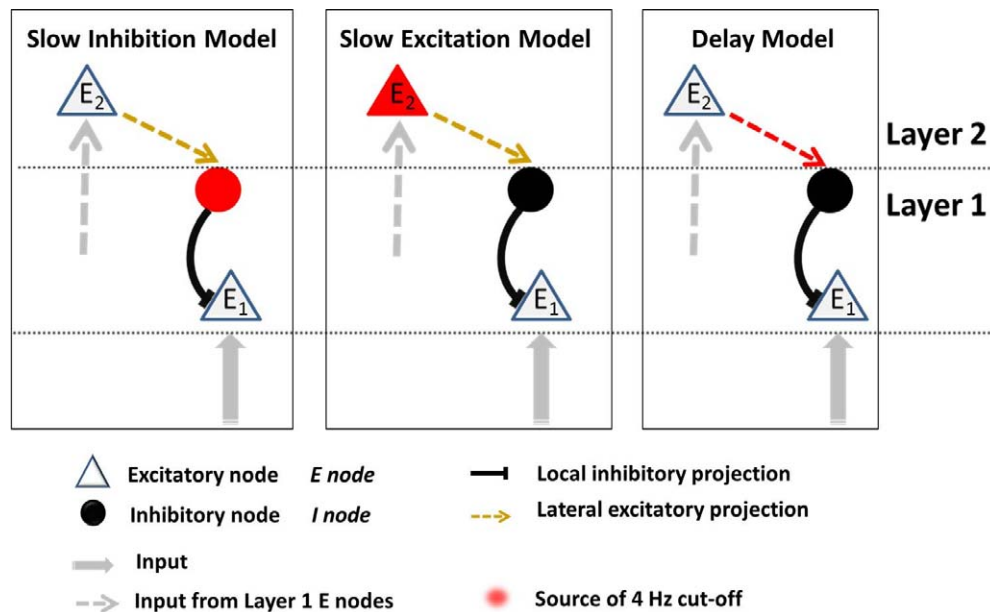 Slow Inhibition Model
Slow Excitation Model
Delay Model
E2
E2
E2
Layer 2
Layer 1
E1
E1
E1
Excitatory node E node
Local inhibitory projection
Inhibitory node I node
Lateral excitatory projection
Input
Input from Layer 1 E nodes
Source of 4 Hz cut-off